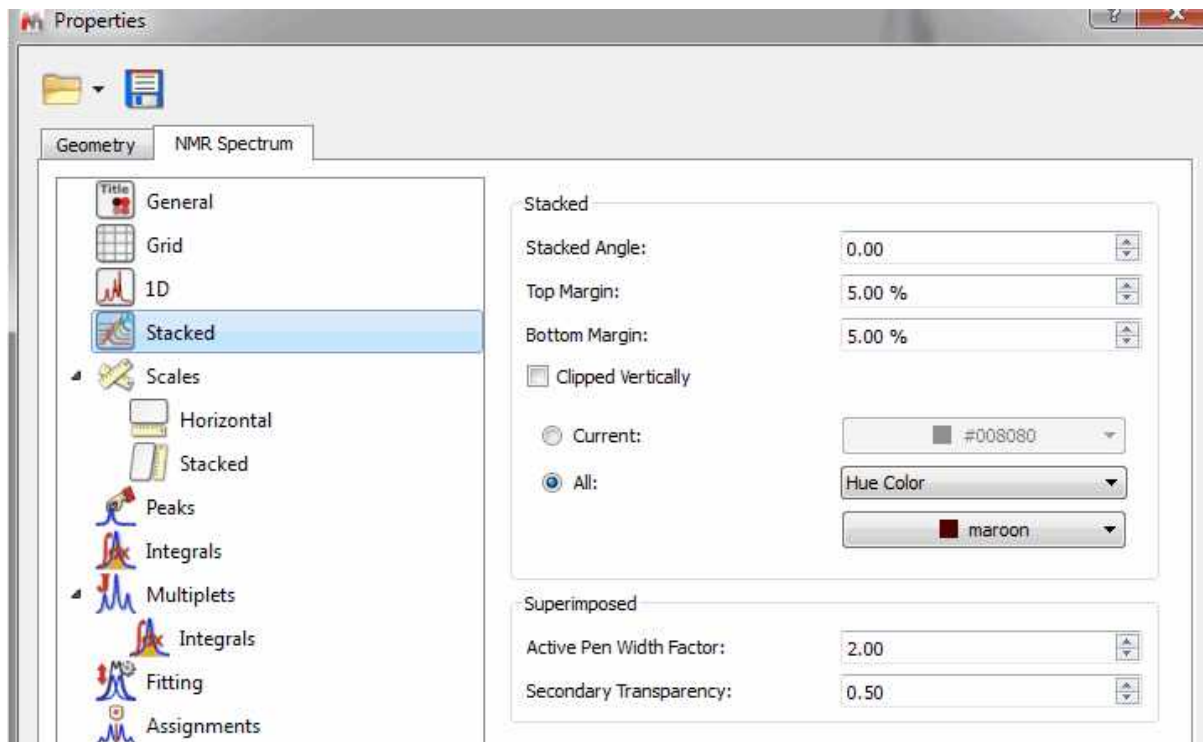 Properties
Geometry
NMR Spectrum
Title
General
Grid
1D
Stacked
Scales
Horizontal
Stacked
Peaks
Integrals
Multiplets
Integrals
Fitting
Assignments
Stacked
Stacked Angle: 0.00
Top Margin: 5.00 %
Bottom Margin: 5.00 %
Clipped Vertically
Current: #008080
All: Hue Color
maroon
Superimposed
Active Pen Width Factor: 2.00
Secondary Transparency: 0.50